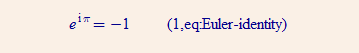 e^{iπ} = −1 (1,eq:Euler-identity)